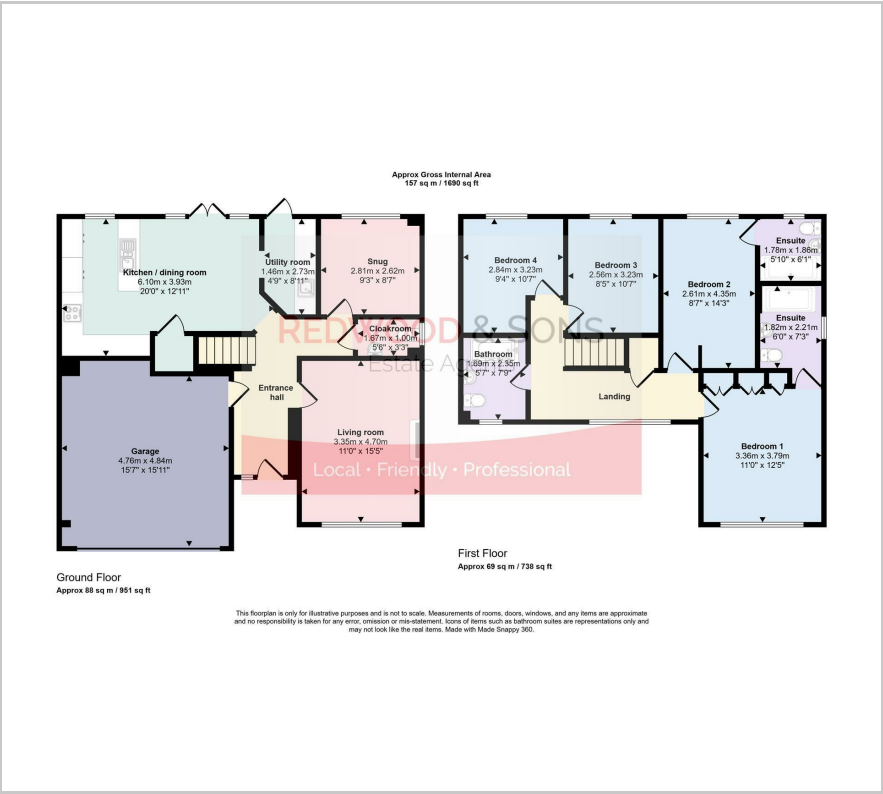 Approx Gross Internal Area
157 sq m / 1690 sq ft
Kitchen / dining room
6.10m x 3.93m
20'0" x 12'11"
Utility room
1.46m x 2.73m
4'9" x 8'11"
Snug
2.81m x 2.62m
9'3" x 8'7"
Cloakroom
1.67m x 1.00m
5'6" x 3'3"
Entrance
hall
Garage
4.76m x 4.84m
15'7" x 15'11"
Living room
3.35m x 4.70m
11'0" x 15'5"
Ground Floor
Approx 88 sq m / 951 sq ft
Bedroom 4
2.84m x 3.23m
9'4" x 10'7"
Bedroom 3
2.56m x 3.23m
8'5" x 10'7"
Bedroom 2
2.61m x 4.35m
8'7" x 14'3"
Ensuite
1.78m x 1.86m
5'10" x 6'1"
Ensuite
1.82m x 2.21m
6'0" x 7'3"
Bathroom
1.69m x 2.35m
5'7" x 7'9"
Landing
Bedroom 1
3.36m x 3.79m
11'0" x 12'5"
First Floor
Approx 69 sq m / 738 sq ft
REDWOOD & SONS
Estate
Local · Friendly · Professional
This floorplan is only for illustrative purposes and is not to scale. Measurements of rooms, doors, windows, and any items are approximate
and no responsibility is taken for any error, omission or mis-statement. Icons of items such as bathroom suites are representations only and
may not look like the real items. Made with Made Snappy 360.